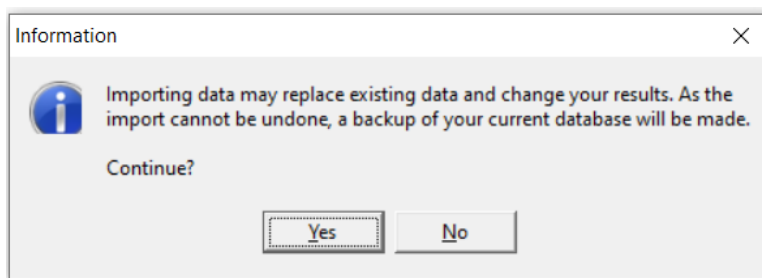 Information
Importing data may replace existing data and change your results. As the
import cannot be undone, a backup of your current database will be made.
Continue?
Yes
No